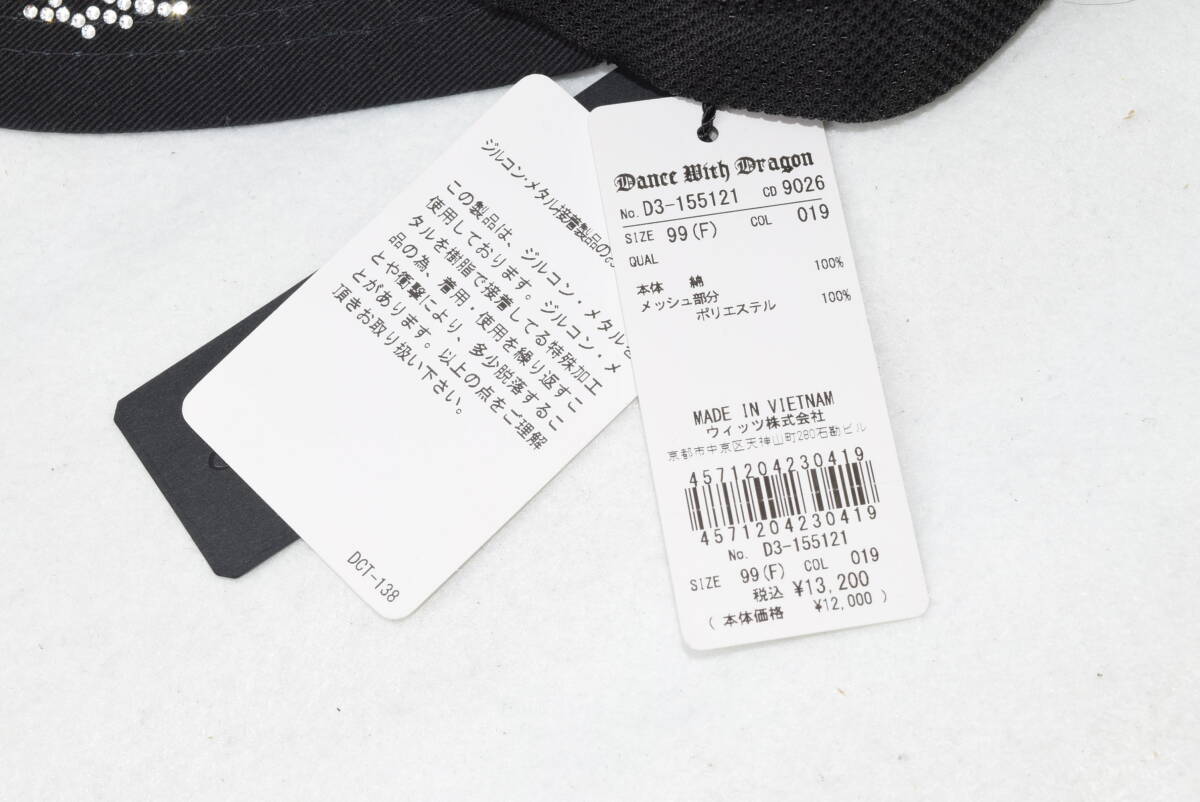 ジルコン・メタル接着製品の
この製品は、ジルコン・メタルを
使用しております。ジルコン・メ
タルを樹脂で接着してる特殊加工
品の為、着用・使用を繰り返すこ
とや衝撃により、多少脱落するこ
とがあります。以上の点をご理解
頂きお取り扱い下さい。
DCT-138
Dance With Dragon
No. D3-155121 CD 9026
SIZE 99(F) COL 019
QUAL
本体 綿 100%
メッシュ部分
ポリエステル 100%
MADE IN VIETNAM
ウィッツ株式会社
京都市中京区天神山町280石勘ビル
4571204230419
4571204230419
No. D3-155121
SIZE 99(F) COL 019
税込 ¥13,200
(本体価格 ¥12,000)